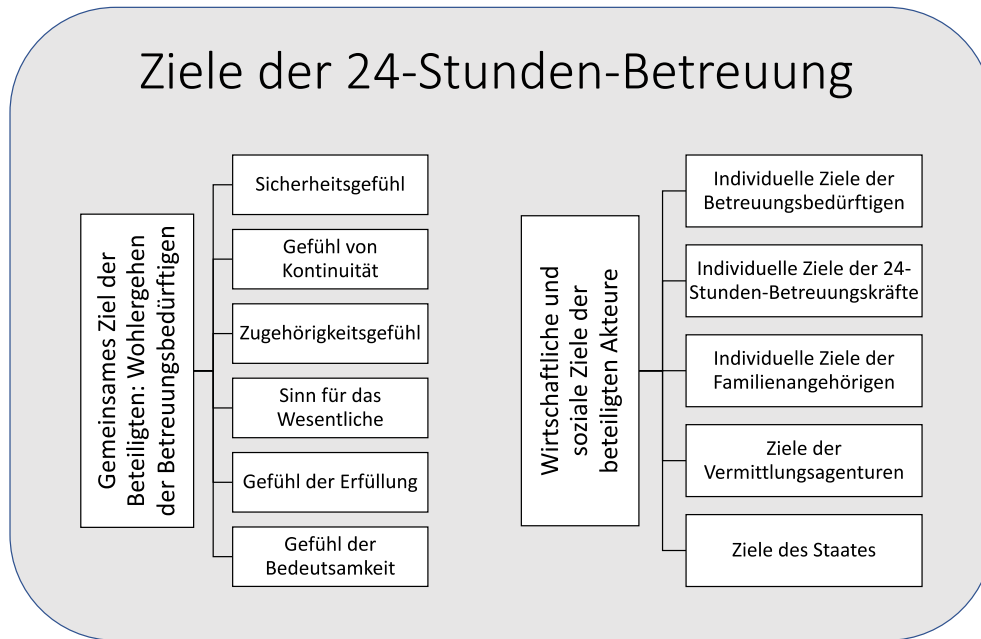 Ziele der 24-Stunden-Betreuung
Gemeinsames Ziel der
Beteiligten: Wohlergehen
der Betreuungsbedürftigen
Sicherheitsgefühl
Gefühl von
Kontinuität
Zugehörigkeitsgefühl
Sinn für das
Wesentliche
Gefühl der Erfüllung
Gefühl der
Bedeutsamkeit
Wirtschaftliche und
soziale Ziele der
beteiligten Akteure
Individuelle Ziele der
Betreuungsbedürftigen
Individuelle Ziele der 24-
Stunden-Betreuungskräfte
Individuelle Ziele der
Familienangehörigen
Ziele der
Vermittlungsagenturen
Ziele des Staates